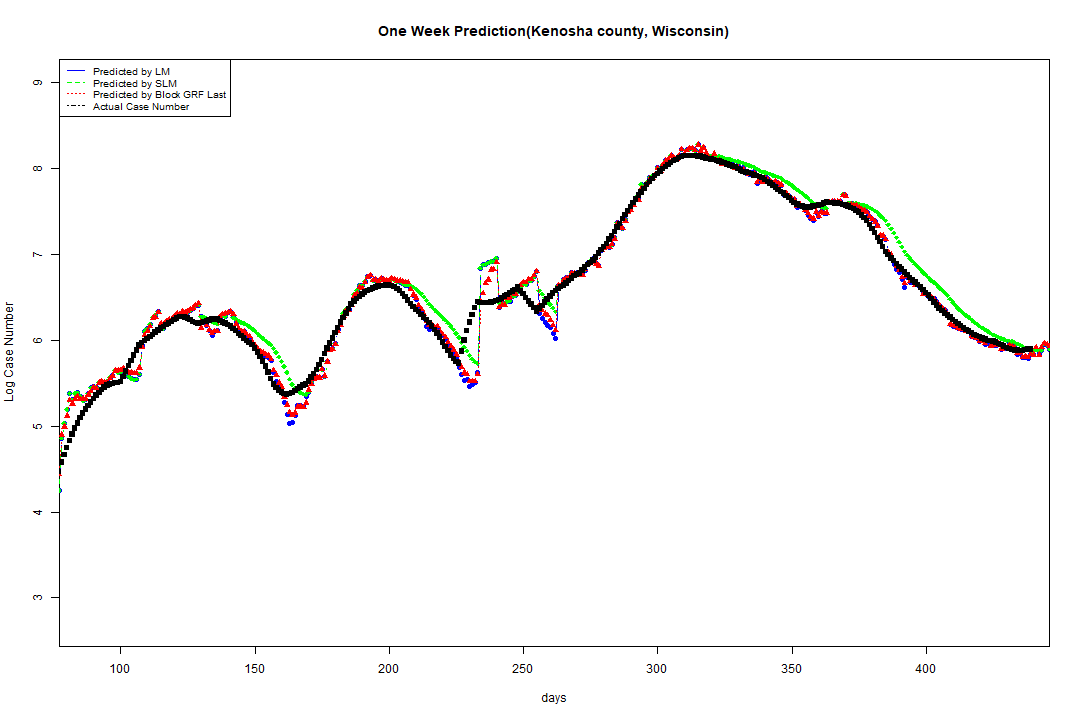 One Week Prediction(Kenosha county, Wisconsin)
Predicted by LM
Predicted by SLM
Predicted by Block GRF Last
Actual Case Number
9
8
7
6
5
4
3
Log Case Number
100 150 200 250 300 350 400
days